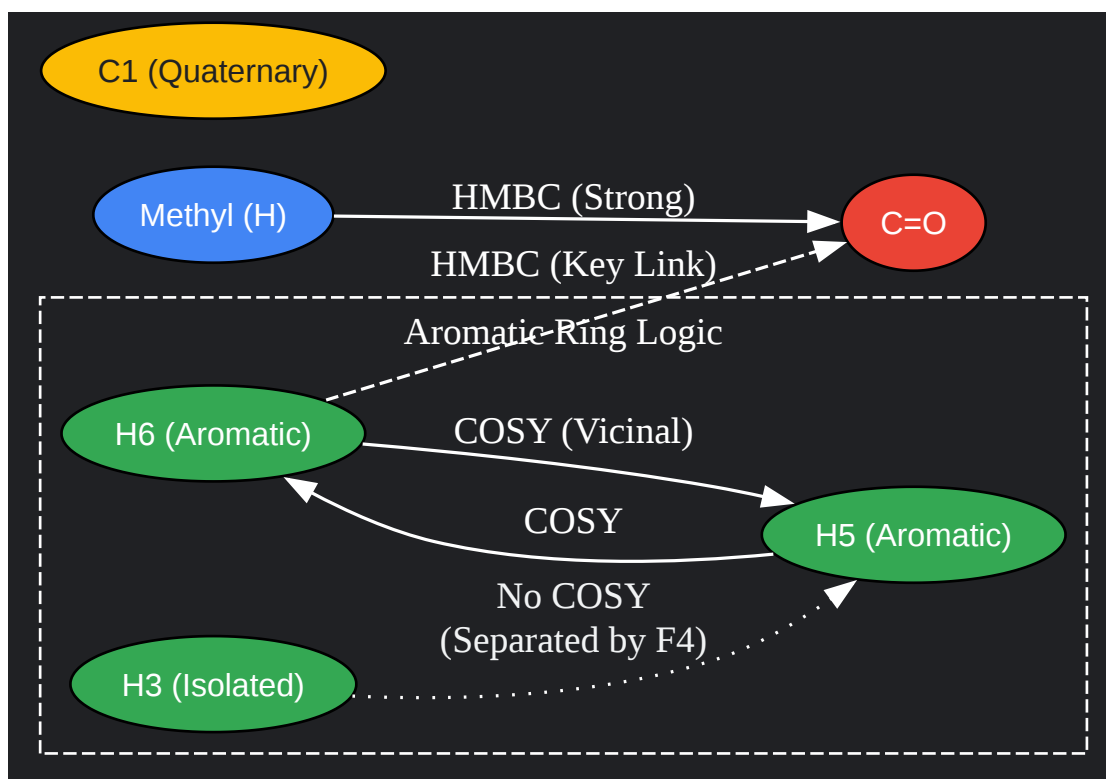 C1 (Quaternary)
Methyl (H)
HMBC (Strong)
C=O
HMBC (Key Link)
Aromatic Ring Logic
H6 (Aromatic)
COSY (Vicinal)
COSY
H5 (Aromatic)
No COSY
(Separated by F4)
H3 (Isolated)